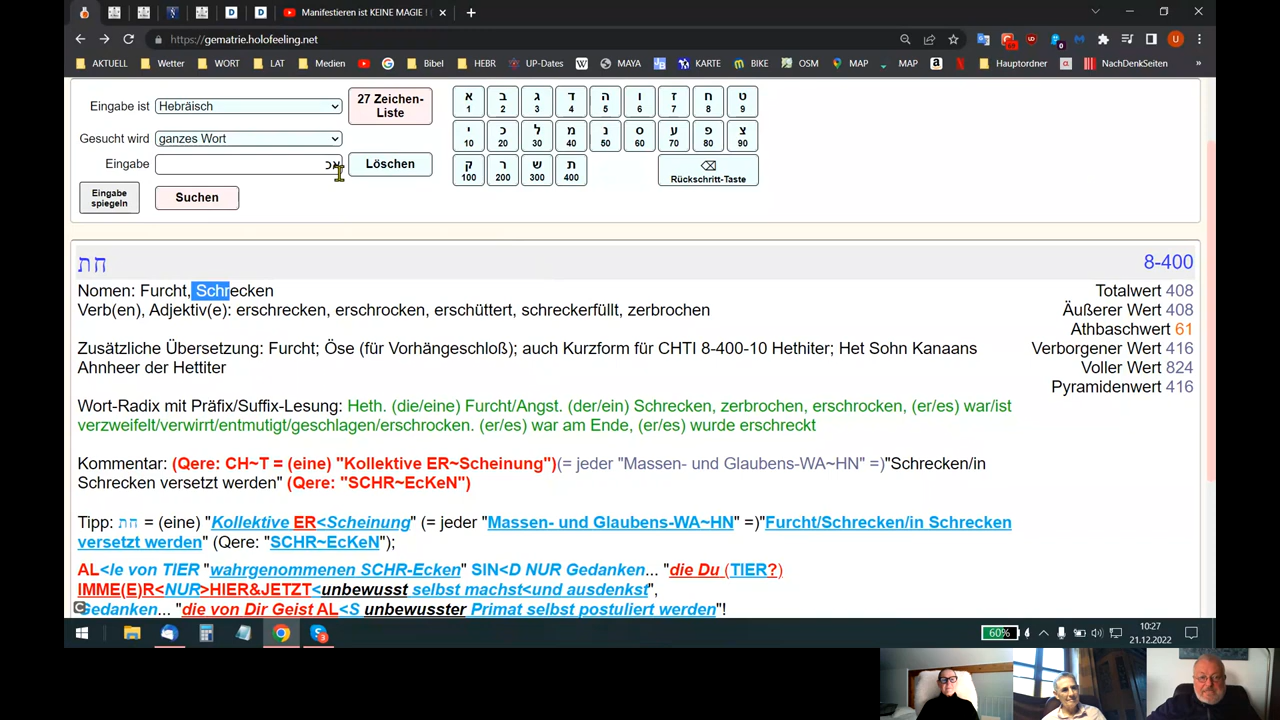 Manifestieren ist KEINE MAGIE !
https://gematrie.holofeeling.net
AKTUELL Wetter WORT LAT Medien Bibel HEBR UP-Dates MAYA KARTE BIKE OSM MAP MAP Hauptordner NachDenkSeiten
Eingabe ist Hebräisch 27 Zeichen-Liste
Gesucht wird ganzes Wort
Eingabe אכ Löschen
Eingabe spiegeln Suchen
א ב ג ד ה ו ז ח ט
1 2 3 4 5 6 7 8 9
י כ ל מ נ ס ע פ צ
10 20 30 40 50 60 70 80 90
ק ר ש ת
100 200 300 400 Rückschritt-Taste
חת 8-400
Nomen: Furcht, Schrecken Totalwert 408
Verb(en), Adjektiv(e): erschrecken, erschrocken, erschüttert, schreckerfüllt, zerbrochen Äußerer Wert 408
Athbaschwert 61
Zusätzliche Übersetzung: Furcht; Öse (für Vorhängeschloß); auch Kurzform für CHTI 8-400-10 Hethiter; Het Sohn Kanaans Verborgener Wert 416
Ahnheer der Hettiter Voller Wert 824
Pyramidenwert 416
Wort-Radix mit Präfix/Suffix-Lesung: Heth. (die/eine) Furcht/Angst. (der/ein) Schrecken, zerbrochen, erschrocken, (er/es) war/ist
verzweifelt/verwirrt/entmutigt/geschlagen/erschrocken. (er/es) war am Ende, (er/es) wurde erschreckt
Kommentar: (Qere: CH~T = (eine) "Kollektive ER~Scheinung")(= jeder "Massen- und Glaubens-WA~HN" =)"Schrecken/in
Schrecken versetzt werden" (Qere: "SCHR~EcKeN")
Tipp: חת = (eine) "Kollektive ER<Scheinung" (= jeder "Massen- und Glaubens-WA~HN" =)"Furcht/Schrecken/in Schrecken
versetzt werden" (Qere: "SCHR~EcKeN");
AL<le von TIER "wahrgenommenen SCHR-Ecken" SIN<D NUR Gedanken... "die Du (TIER?)
IMME(E)R<NUR>HIER&JETZT<unbewusst selbst machst<und ausdenkst",
Gedanken... "die von Dir Geist AL<S unbewusster Primat selbst postuliert werden"!
60% 10:27
21.12.2022